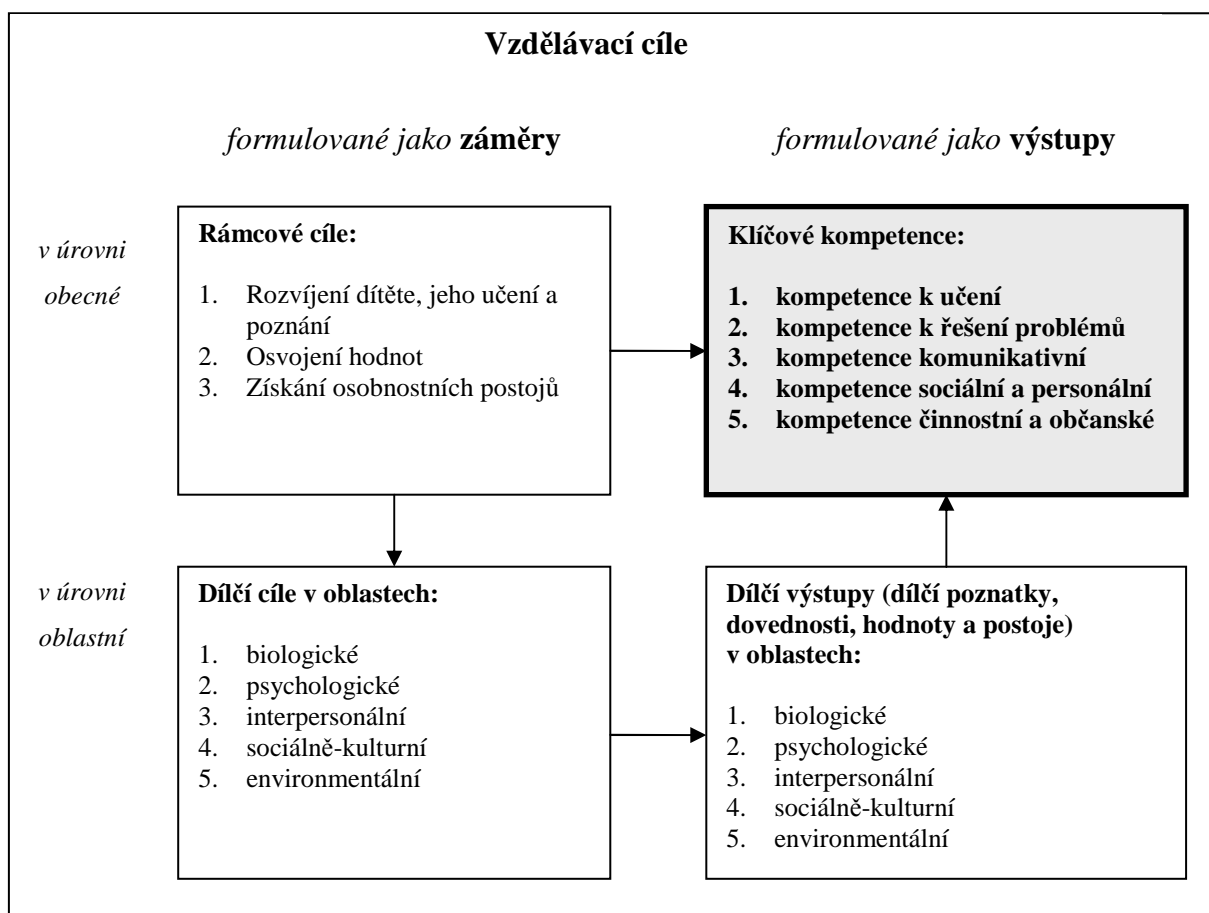 Vzdělávací cíle
formulované jako záměry
formulované jako výstupy
v úrovni
obecné
Rámcové cíle:
1. Rozvíjení dítěte, jeho učení a
poznání
2. Osvojení hodnot
3. Získání osobnostních postojů
Klíčové kompetence:
1. kompetence k učení
2. kompetence k řešení problémů
3. kompetence komunikativní
4. kompetence sociální a personální
5. kompetence činnostní a občanské
v úrovni
oblastní
Dílčí cíle v oblastech:
1. biologické
2. psychologické
3. interpersonální
4. sociálně-kulturní
5. environmentální
Dílčí výstupy (dílčí poznatky,
dovednosti, hodnoty a postoje)
v oblastech:
1. biologické
2. psychologické
3. interpersonální
4. sociálně-kulturní
5. environmentální